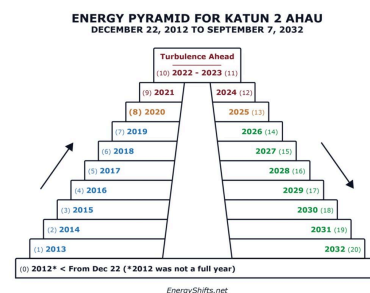 ENERGY PYRAMID FOR KATUN 2 AHAU
DECEMBER 22, 2012 TO SEPTEMBER 7, 2032
Turbulence Ahead
(10) 2022 - 2023 (11)
(9) 2021 2024 (12)
(8) 2020 2025 (13)
(7) 2019 2026 (14)
(6) 2018 2027 (15)
(5) 2017 2028 (16)
(4) 2016 2029 (17)
(3) 2015 2030 (18)
(2) 2014 2031 (19)
(1) 2013 2032 (20)
(0) 2012* < From Dec 22 (*2012 was not a full year)
EnergyShifts.net